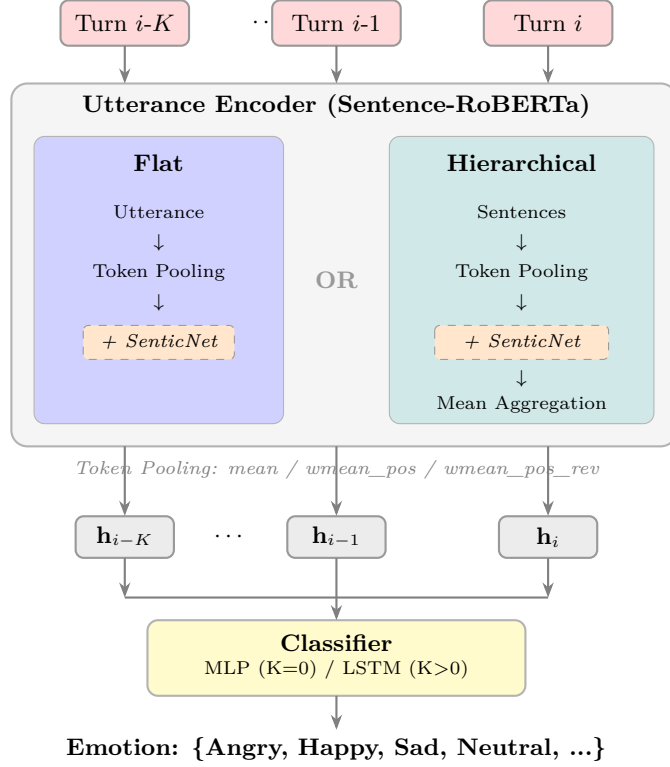 Turn i-K ·· Turn i-1 Turn i
Utterance Encoder (Sentence-RoBERTa)
Flat
Utterance
↓
Token Pooling
↓
+ SenticNet
OR
Hierarchical
Sentences
↓
Token Pooling
↓
+ SenticNet
↓
Mean Aggregation
Token Pooling: mean / wmean_pos / wmean_pos_rev
h_{i−K} ··· h_{i−1} h_i
Classifier
MLP (K=0) / LSTM (K>0)
Emotion: {Angry, Happy, Sad, Neutral, ...}